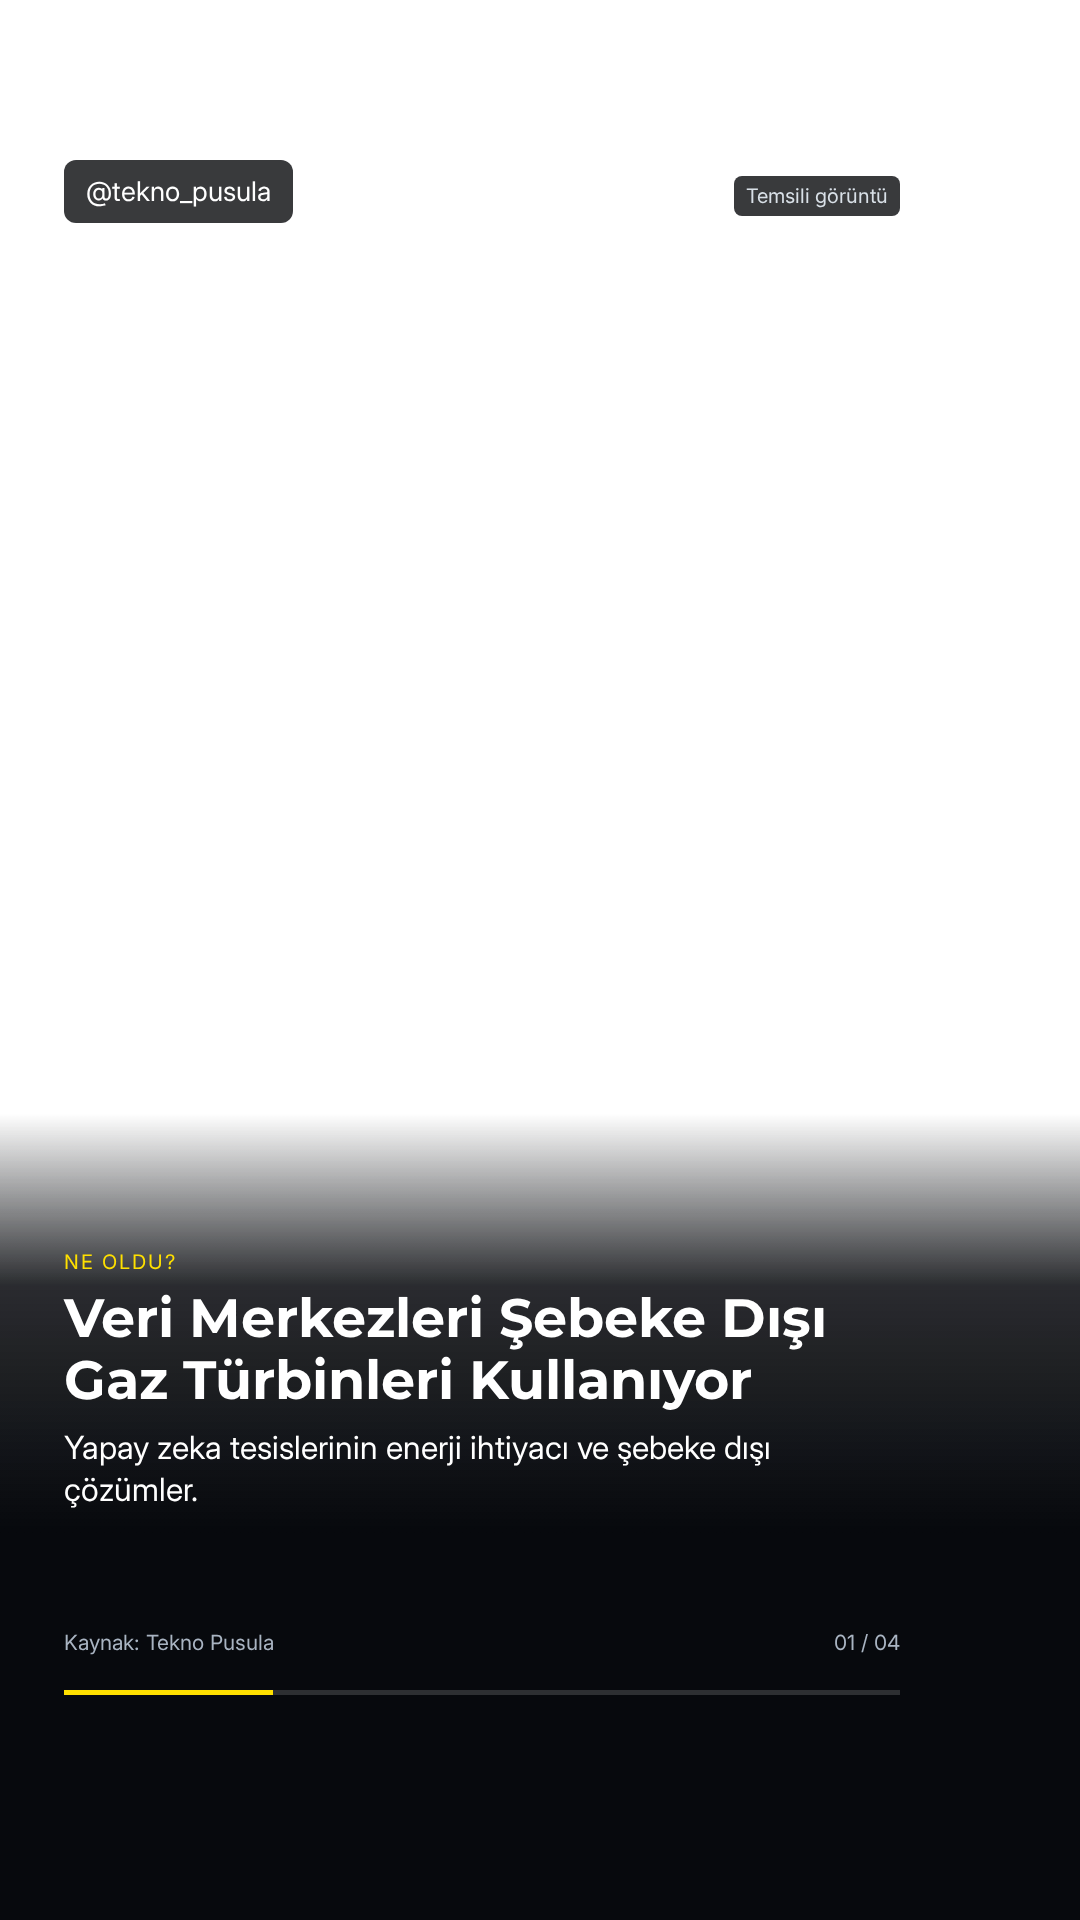 @tekno_pusula
Temsili görüntü
NE OLDU?
Veri Merkezleri Şebeke Dışı
Gaz Türbinleri Kullanıyor
Yapay zeka tesislerinin enerji ihtiyacı ve şebeke dışı
çözümler.
Kaynak: Tekno Pusula
01 / 04